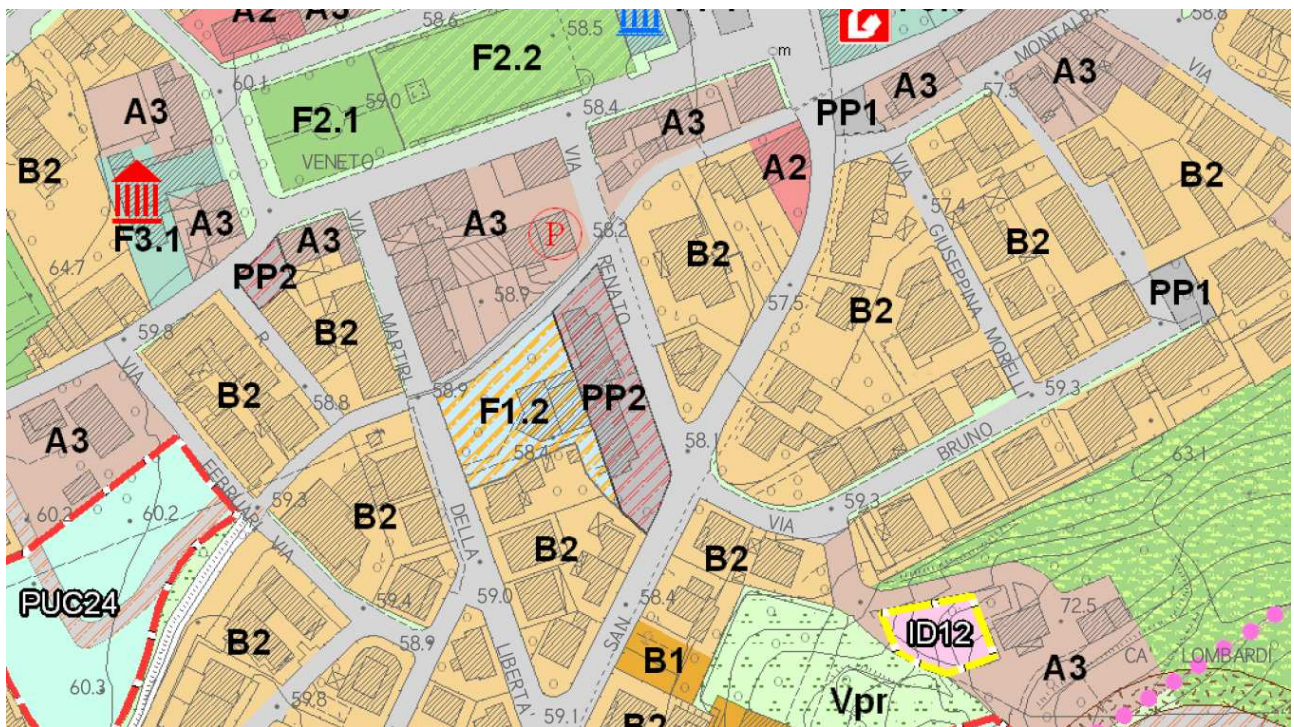 A2
A3
58.6
58.5
58.8
F2.2
m
MONTALBA
VIA
60.1
59.0
58.4
A3
F2.1
A3
PP1
A3
A3
57.5
VENETO
VIA
A2
B2
B2
A3
F3.1
VIA
A3
A3
P
58.2
B2
VIA
57.4
GIUSEPPINA
B2
64.7
PP2
58.9
RENATO
57.5
B2
PP1
59.8
VIA
R
B2
MARTIRI
MORELLI
B2
58.8
58.9
F1.2
PP2
59.3
A3
58.4
58.1
BRUNO
63.1
FERRUARI
59.3
60.2
60.2
B2
DELLA
B2
VIA
59.3
B2
VIA
PUC24
59.4
59.0
58.4
ID12
72.5
B2
58.9
SAN
B1
A3
CA
LOMBARDI
60.3
59.8
LIBERTA'
59.1
B2
Vpr